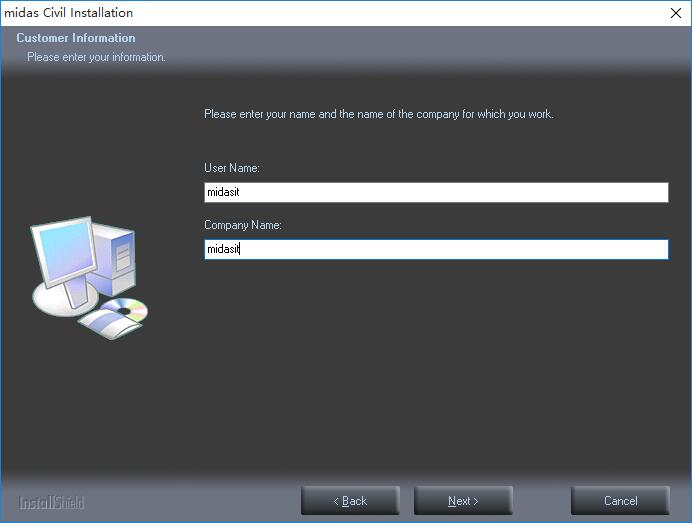 midas Civil Installation
Customer Information
Please enter your information.
Please enter your name and the name of the company for which you work.
User Name:
midasit
Company Name:
midasit
InstallShield
< Back
Next >
Cancel